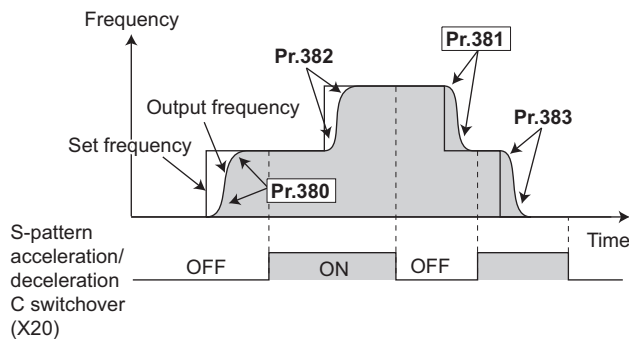 Frequency
Pr.382
Pr.381
Output frequency
Pr.383
Set frequency
Pr.380
Time
S-pattern
acceleration/
deceleration
C switchover
(X20)
OFF
ON
OFF